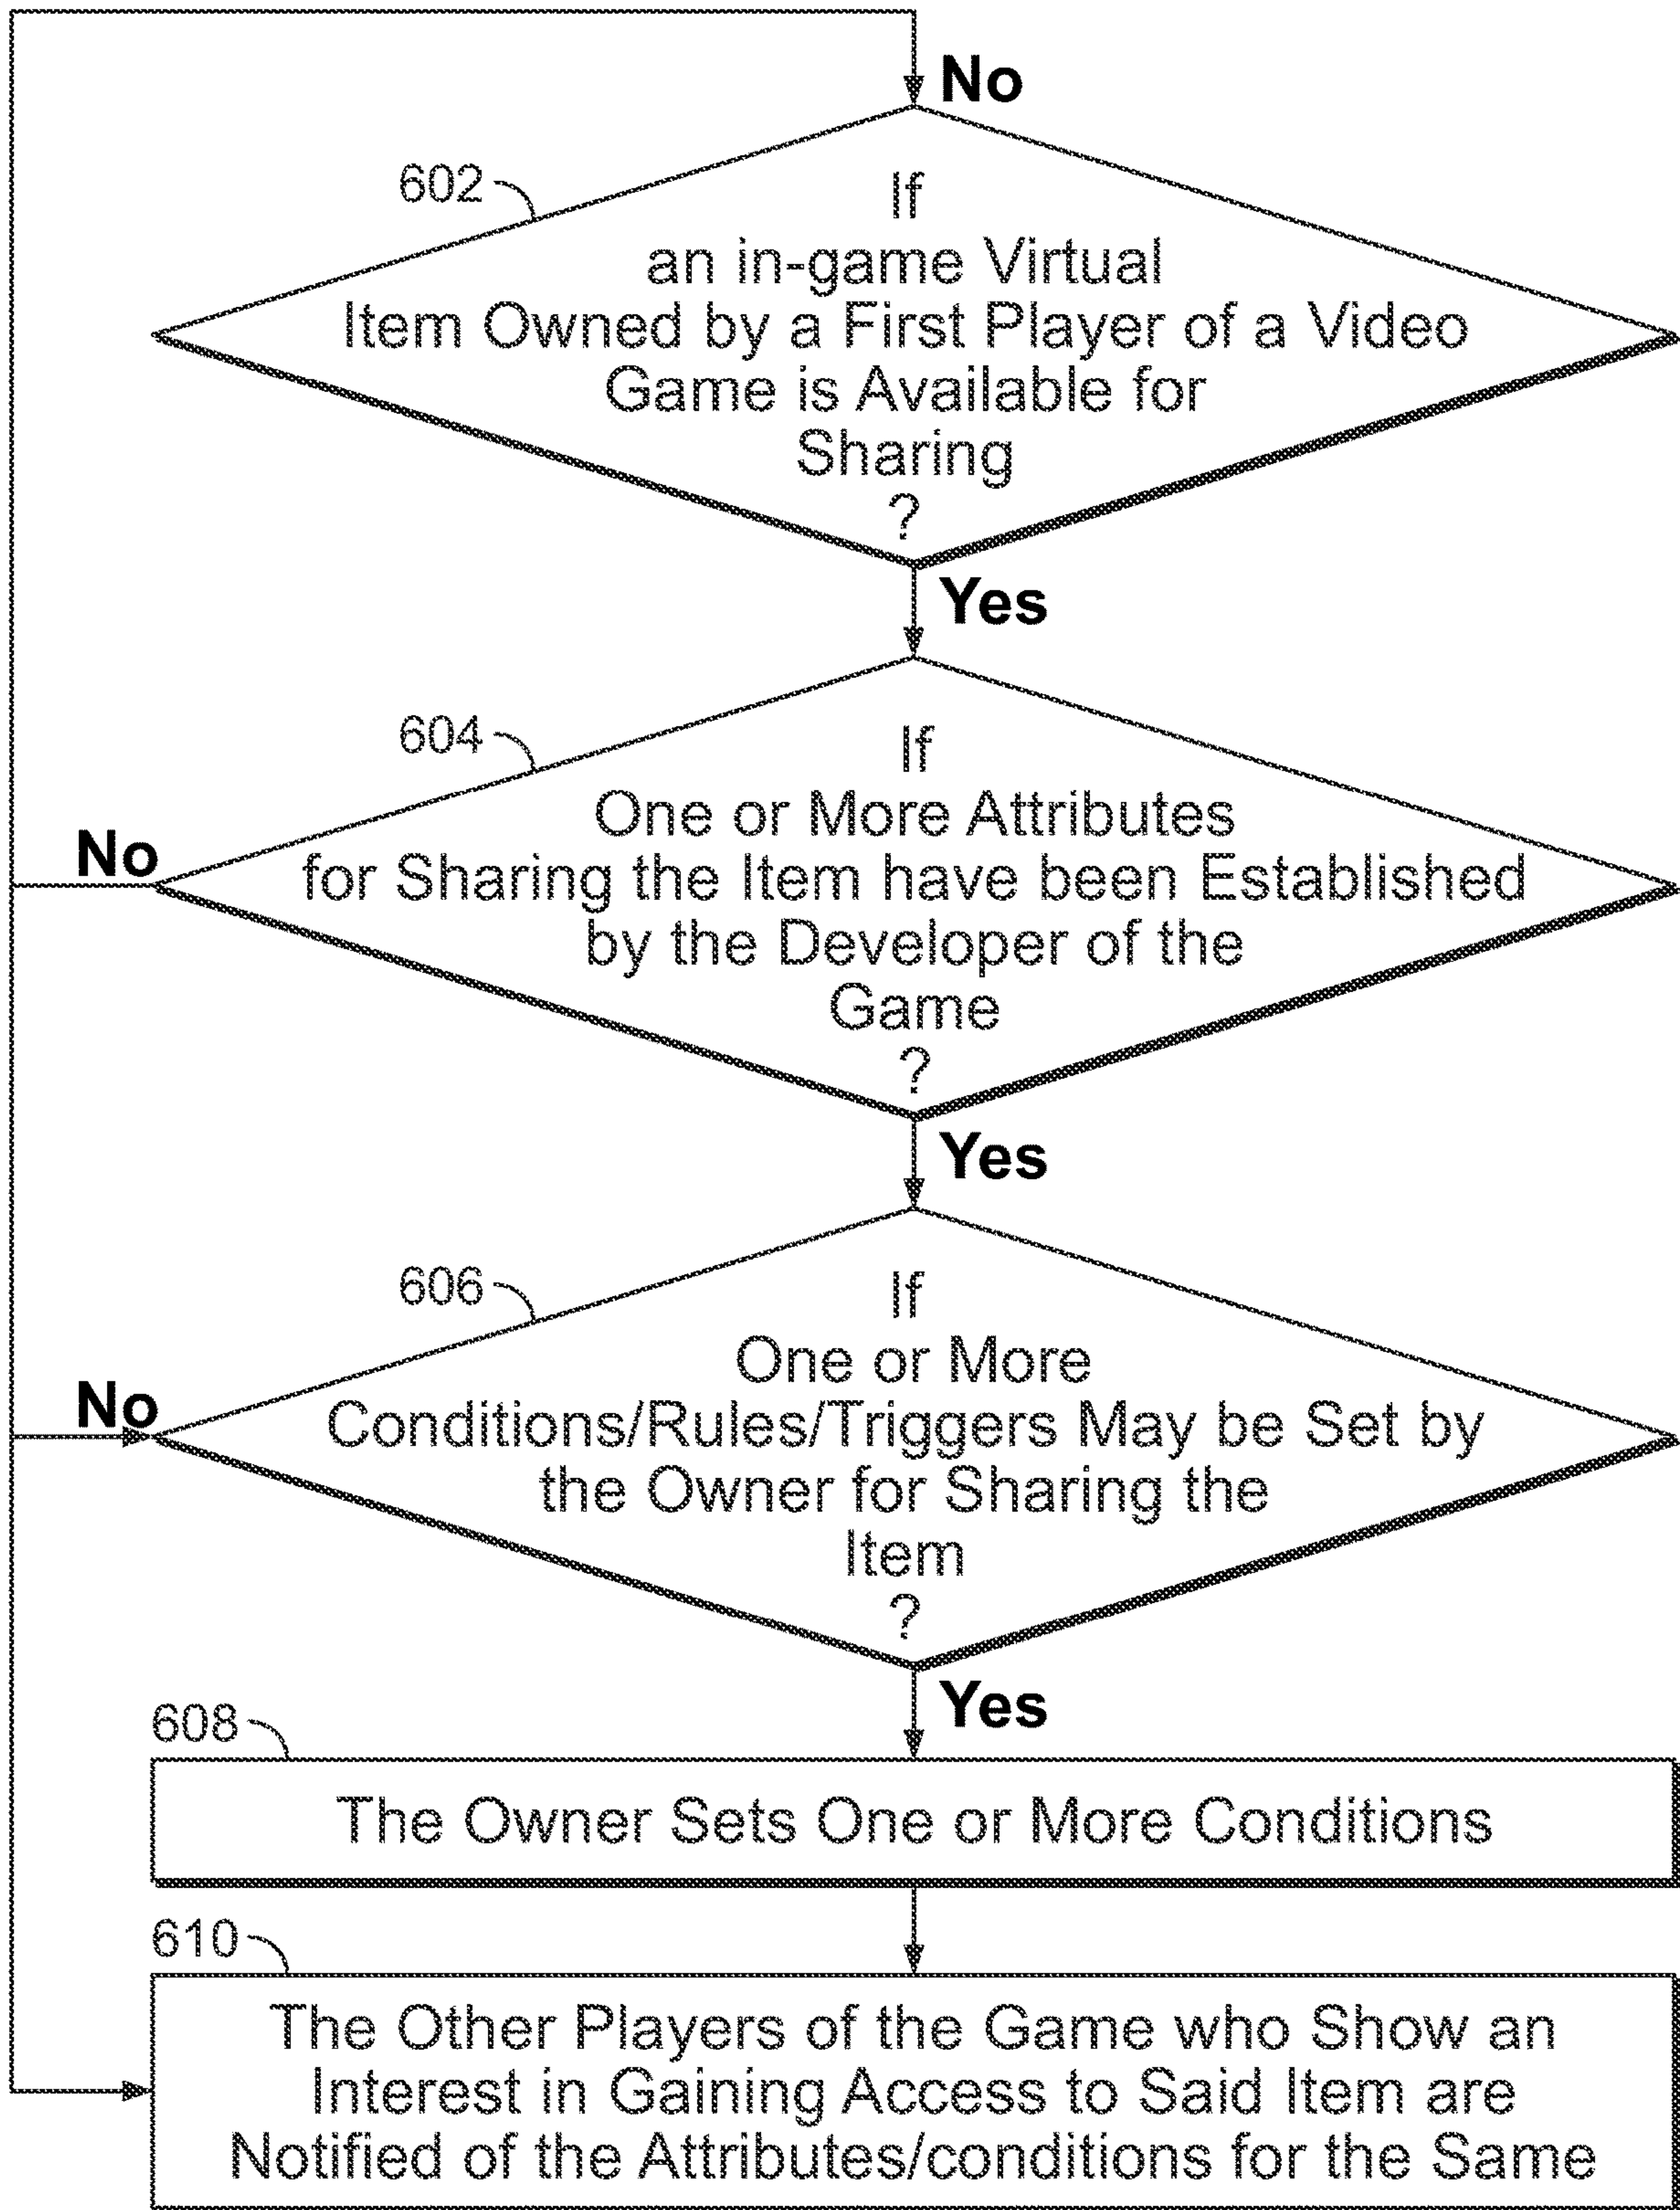 No
602
If
an in-game Virtual
Item Owned by a First Player of a Video
Game is Available for
Sharing
?
Yes
604
If
One or More Attributes
No
for Sharing the Item have been Established
by the Developer of the
Game
?
Yes
606
If
One or More
No
Conditions/Rules/Triggers May be Set by
the Owner for Sharing the
Item
?
Yes
608
The Owner Sets One or More Conditions
610
The Other Players of the Game who Show an
Interest in Gaining Access to Said Item are
Notified of the Attributes/conditions for the Same